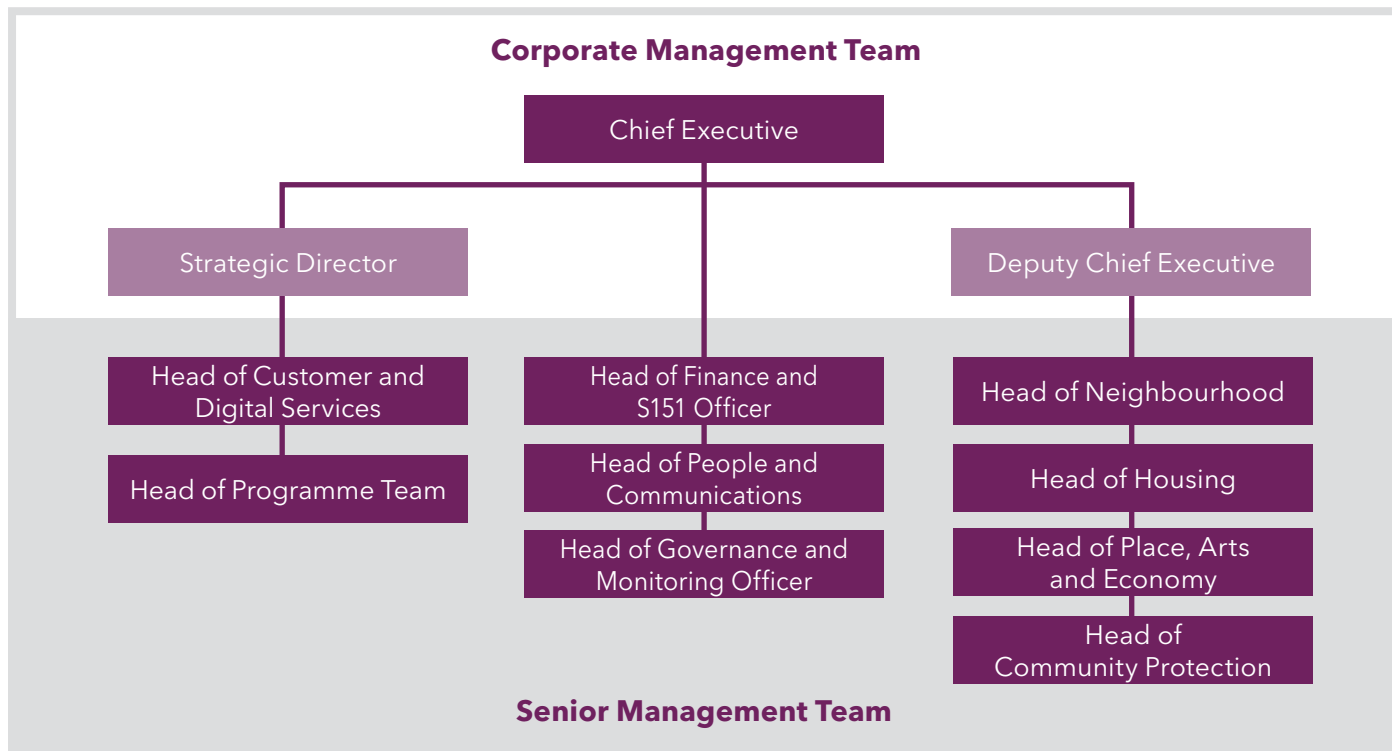 Corporate Management Team
Chief Executive
Strategic Director
Deputy Chief Executive
Head of Customer and
Digital Services
Head of Programme Team
Head of Finance and
S151 Officer
Head of People and
Communications
Head of Governance and
Monitoring Officer
Head of Neighbourhood
Head of Housing
Head of Place, Arts
and Economy
Head of
Community Protection
Senior Management Team